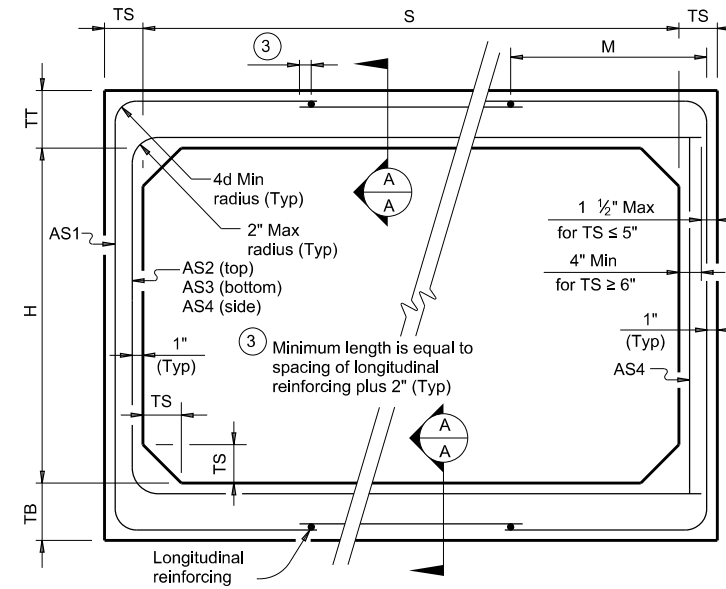 TS
S
TS
3
M
TT
A
A
4d Min
radius (Typ)
2" Max
radius (Typ)
AS1
AS2 (top)
AS3 (bottom)
AS4 (side)
1 ½" Max
for TS ≤ 5"
4" Min
for TS ≥ 6"
H
1"
(Typ)
3
Minimum length is equal to
spacing of longitudinal
reinforcing plus 2" (Typ)
1"
(Typ)
AS4
TS
TS
A
A
TB
Longitudinal
reinforcing